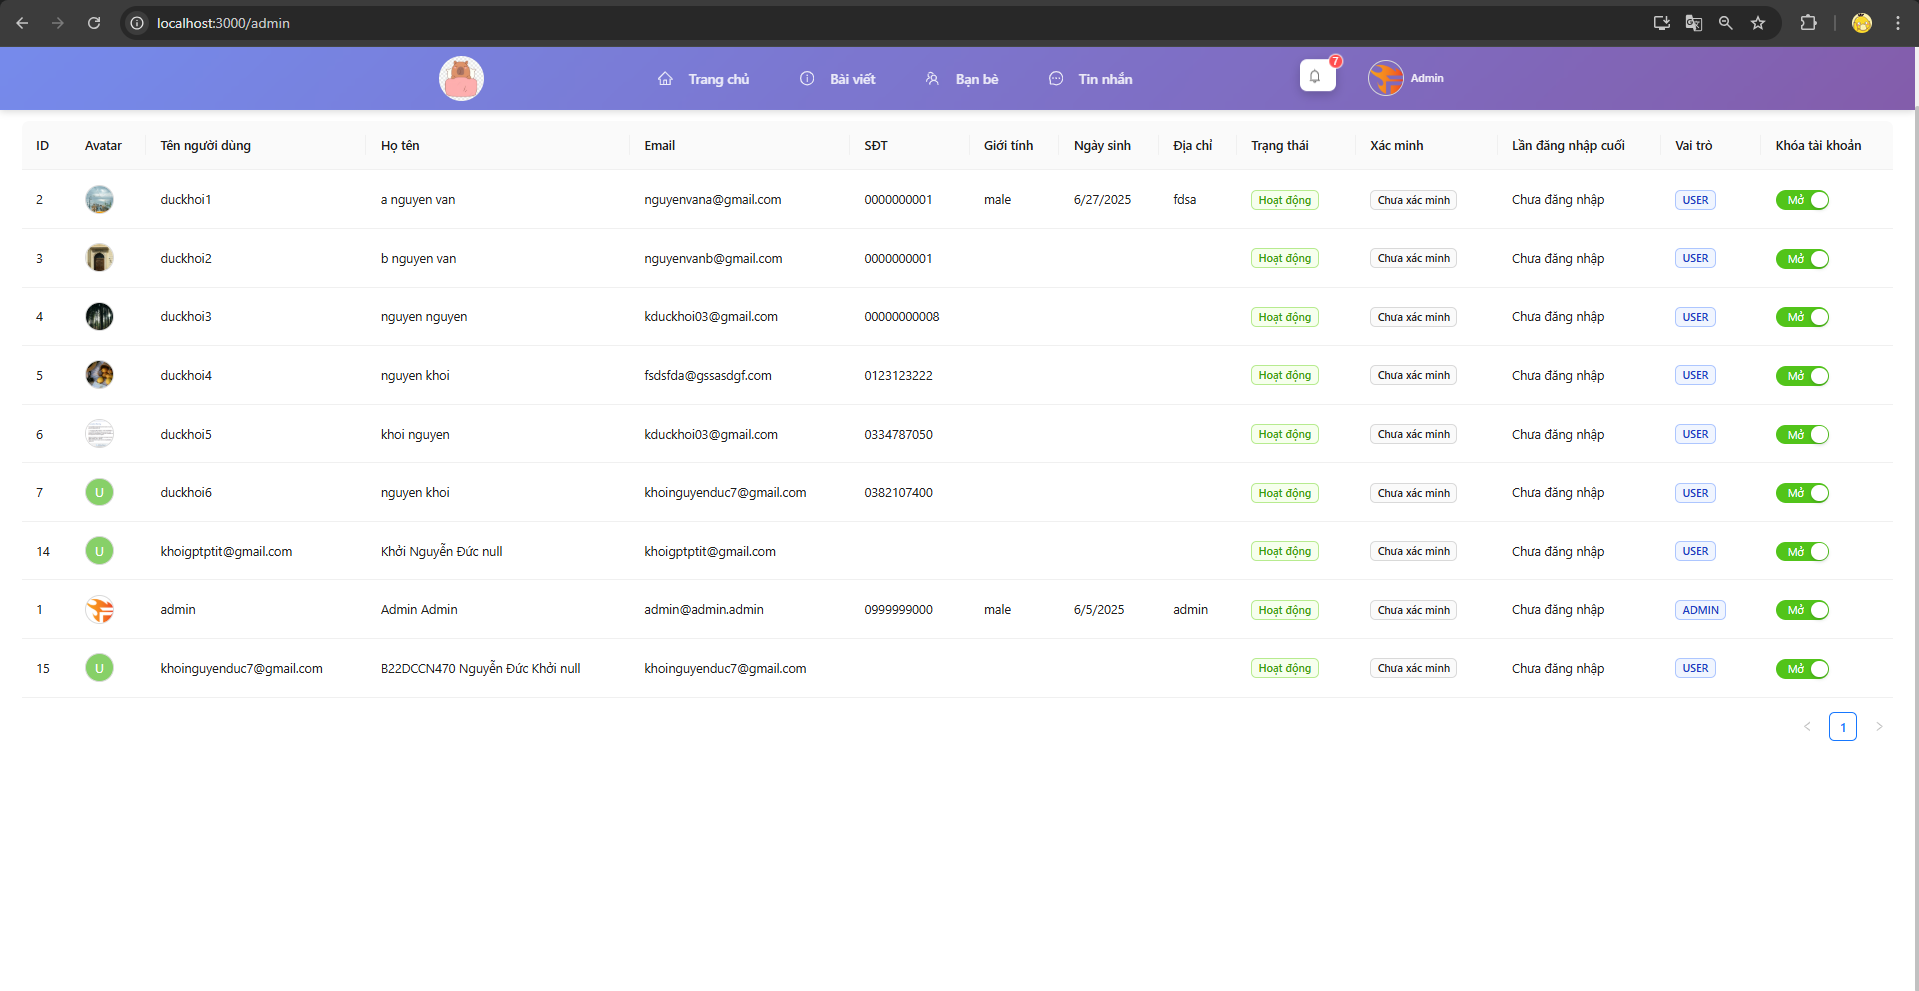 localhost:3000/admin
Trang chủ Bài viết Bạn bè Tin nhắn 7 Admin
ID Avatar Tên người dùng Họ tên Email SĐT Giới tính Ngày sinh Địa chỉ Trạng thái Xác minh Lần đăng nhập cuối Vai trò Khóa tài khoản
2 duckhoi1 a nguyen van nguyenvana@gmail.com 0000000001 male 6/27/2025 fdsa Hoạt động Chưa xác minh Chưa đăng nhập USER Mở
3 duckhoi2 b nguyen van nguyenvanb@gmail.com 0000000001 Hoạt động Chưa xác minh Chưa đăng nhập USER Mở
4 duckhoi3 nguyen nguyen kduckhoi03@gmail.com 00000000008 Hoạt động Chưa xác minh Chưa đăng nhập USER Mở
5 duckhoi4 nguyen khoi fsdsfda@gssasdgf.com 0123123222 Hoạt động Chưa xác minh Chưa đăng nhập USER Mở
6 duckhoi5 khoi nguyen kduckhoi03@gmail.com 0334787050 Hoạt động Chưa xác minh Chưa đăng nhập USER Mở
7 U duckhoi6 nguyen khoi khoinguyenduc7@gmail.com 0382107400 Hoạt động Chưa xác minh Chưa đăng nhập USER Mở
14 U khoigptptit@gmail.com Khởi Nguyễn Đức null khoigptptit@gmail.com Hoạt động Chưa xác minh Chưa đăng nhập USER Mở
1 admin Admin Admin admin@admin.admin 0999999000 male 6/5/2025 admin Hoạt động Chưa xác minh Chưa đăng nhập ADMIN Mở
15 U khoinguyenduc7@gmail.com B22DCCN470 Nguyễn Đức Khởi null khoinguyenduc7@gmail.com Hoạt động Chưa xác minh Chưa đăng nhập USER Mở
1